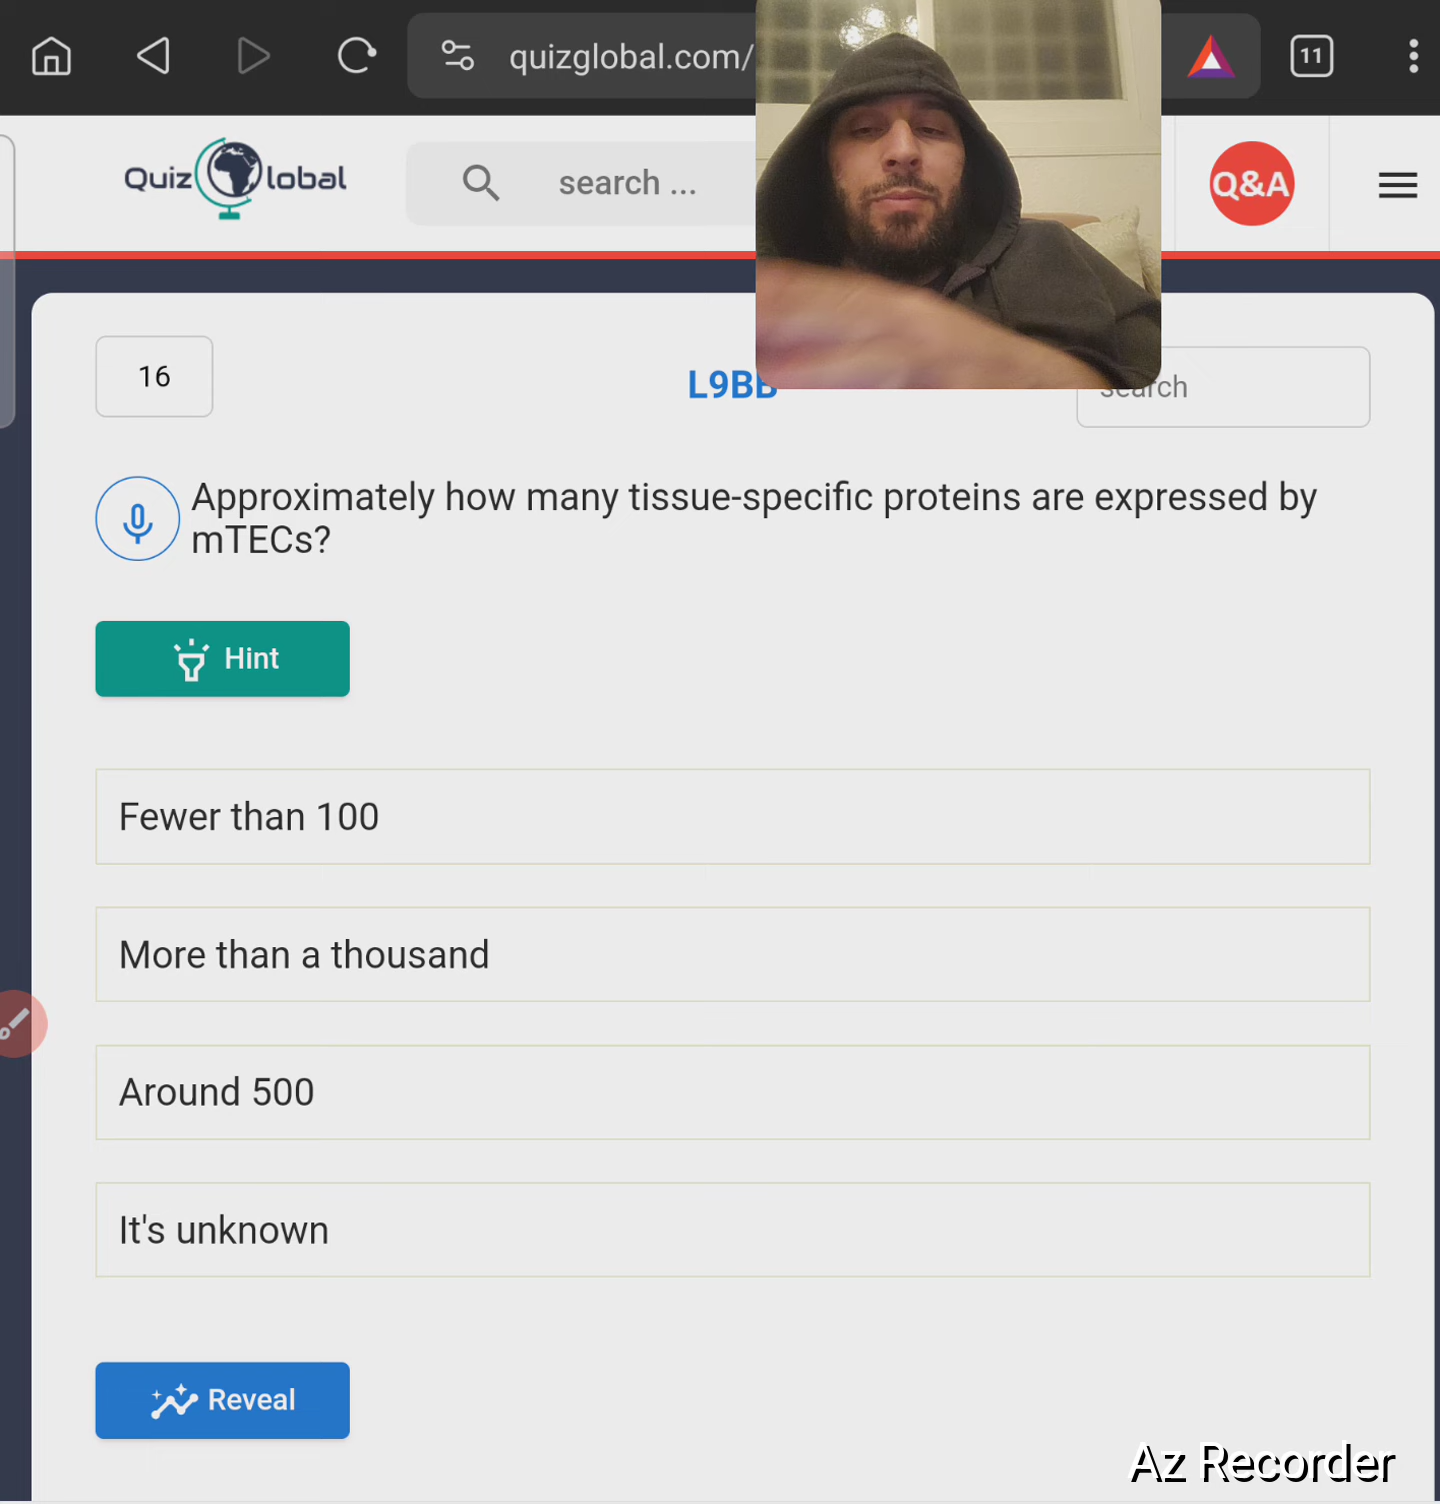 quizglobal.com/
11
Quiz Global
search ...
Q&A
16
L9BB
search
Approximately how many tissue-specific proteins are expressed by
mTECs?
Hint
Fewer than 100
More than a thousand
Around 500
It's unknown
Reveal
Az Recorder